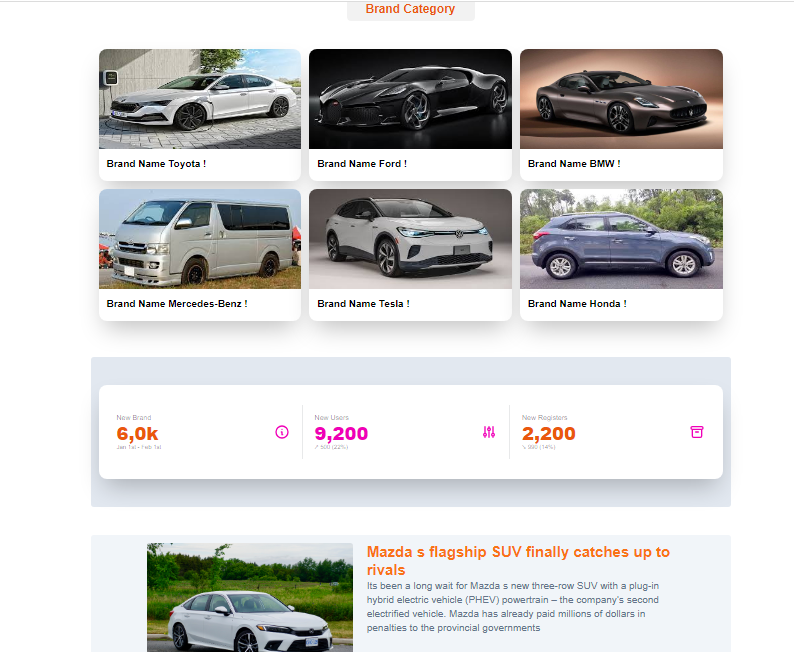 Brand Category
Brand Name Toyota !
Brand Name Ford !
Brand Name BMW !
Brand Name Mercedes-Benz !
Brand Name Tesla !
Brand Name Honda !
New Brand
New Users
New Registers
6,0k
9,200
2,200
Jan 1st - Feb 1st
↗︎ 500 (22%)
(14%)
Mazda s flagship SUV finally catches up to
rivals
Its been a long wait for Mazda s new three-row SUV with a plug-in
hybrid electric vehicle (PHEV) powertrain – the company's second
electrified vehicle. Mazda has already paid millions of dollars in
penalties to the provincial governments